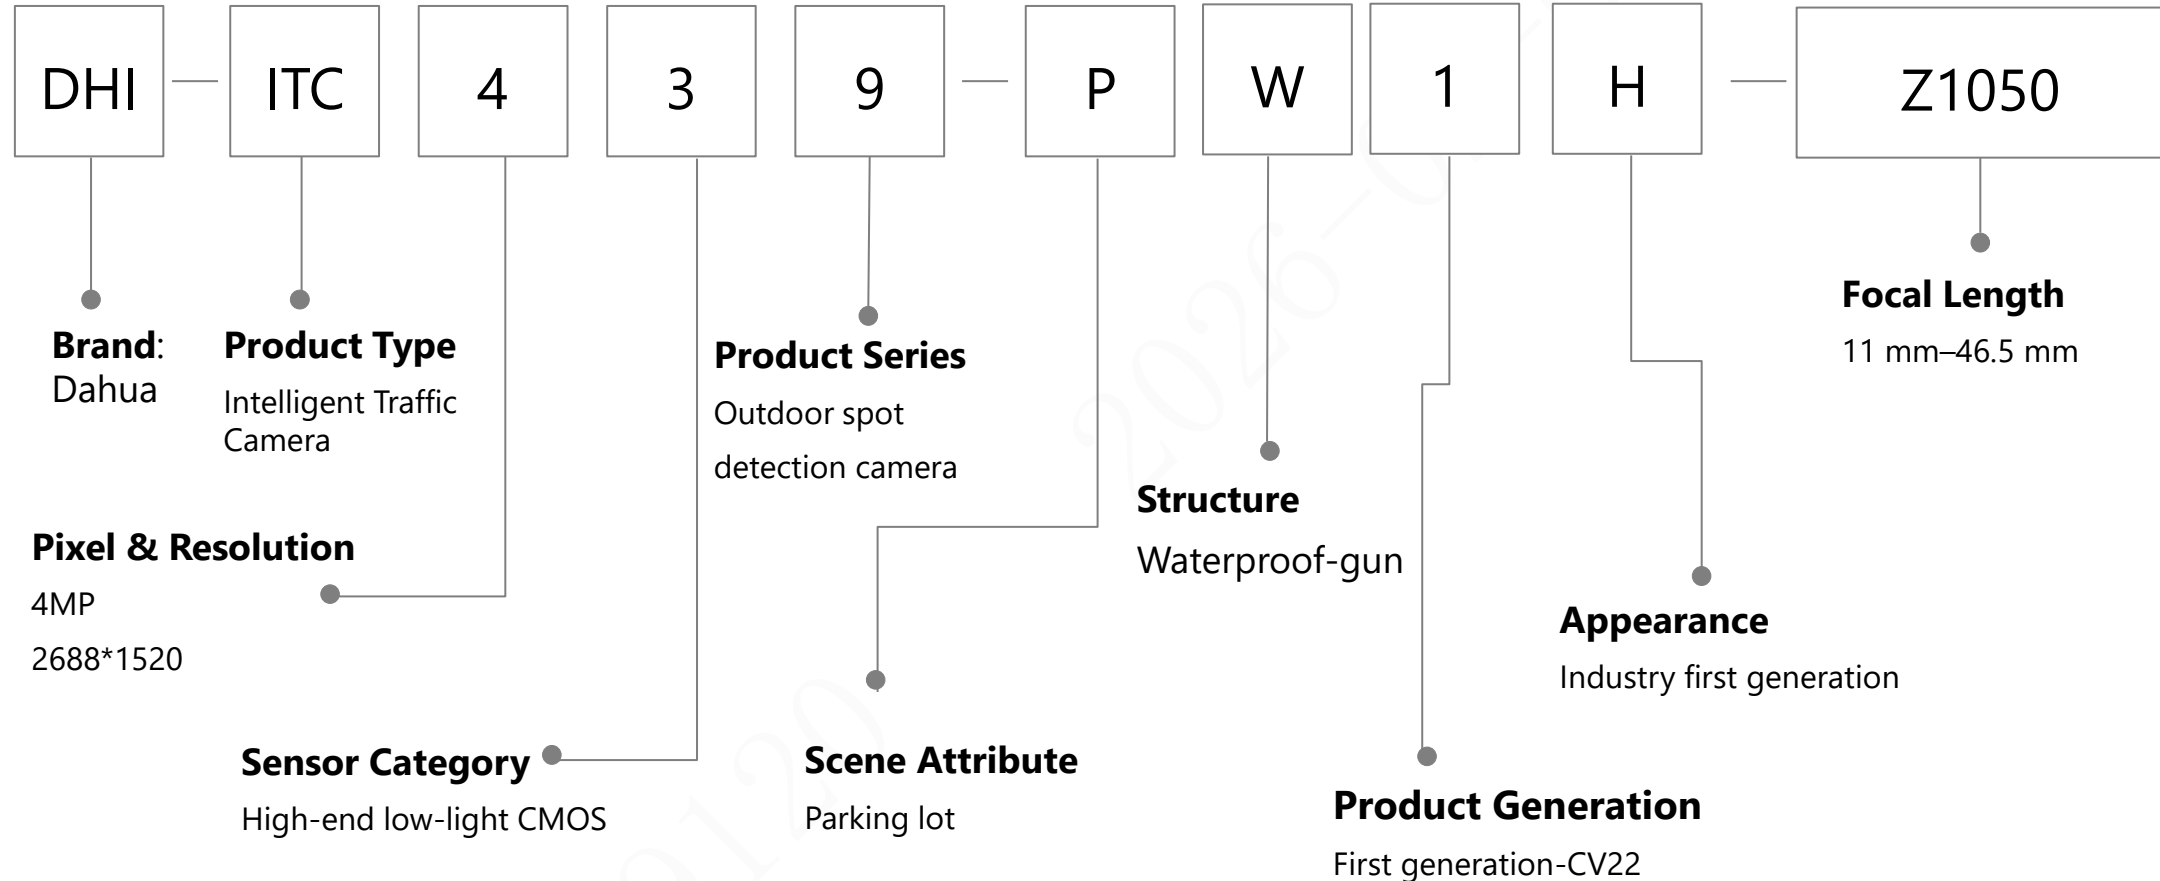 DHI — ITC 4 3 9 — P W 1 H — Z1050
Brand:
Dahua
Product Type
Intelligent Traffic
Camera
Pixel & Resolution
4MP
2688*1520
Sensor Category
High-end low-light CMOS
Product Series
Outdoor spot
detection camera
Scene Attribute
Parking lot
Structure
Waterproof-gun
Product Generation
First generation-CV22
Appearance
Industry first generation
Focal Length
11 mm–46.5 mm